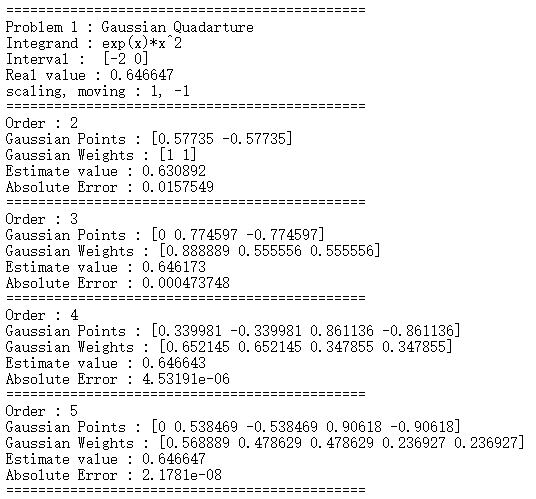 =============================================
Problem 1 : Gaussian Quadarture
Integrand : exp(x)*x^2
Interval :  [-2 0]
Real value : 0.646647
scaling, moving : 1, -1
=============================================
Order : 2
Gaussian Points : [0.57735 -0.57735]
Gaussian Weights : [1 1]
Estimate value : 0.630892
Absolute Error : 0.0157549
=============================================
Order : 3
Gaussian Points : [0 0.774597 -0.774597]
Gaussian Weights : [0.888889 0.555556 0.555556]
Estimate value : 0.646173
Absolute Error : 0.000473748
=============================================
Order : 4
Gaussian Points : [0.339981 -0.339981 0.861136 -0.861136]
Gaussian Weights : [0.652145 0.652145 0.347855 0.347855]
Estimate value : 0.646643
Absolute Error : 4.53191e-06
=============================================
Order : 5
Gaussian Points : [0 0.538469 -0.538469 0.90618 -0.90618]
Gaussian Weights : [0.568889 0.478629 0.478629 0.236927 0.236927]
Estimate value : 0.646647
Absolute Error : 2.1781e-08
=============================================